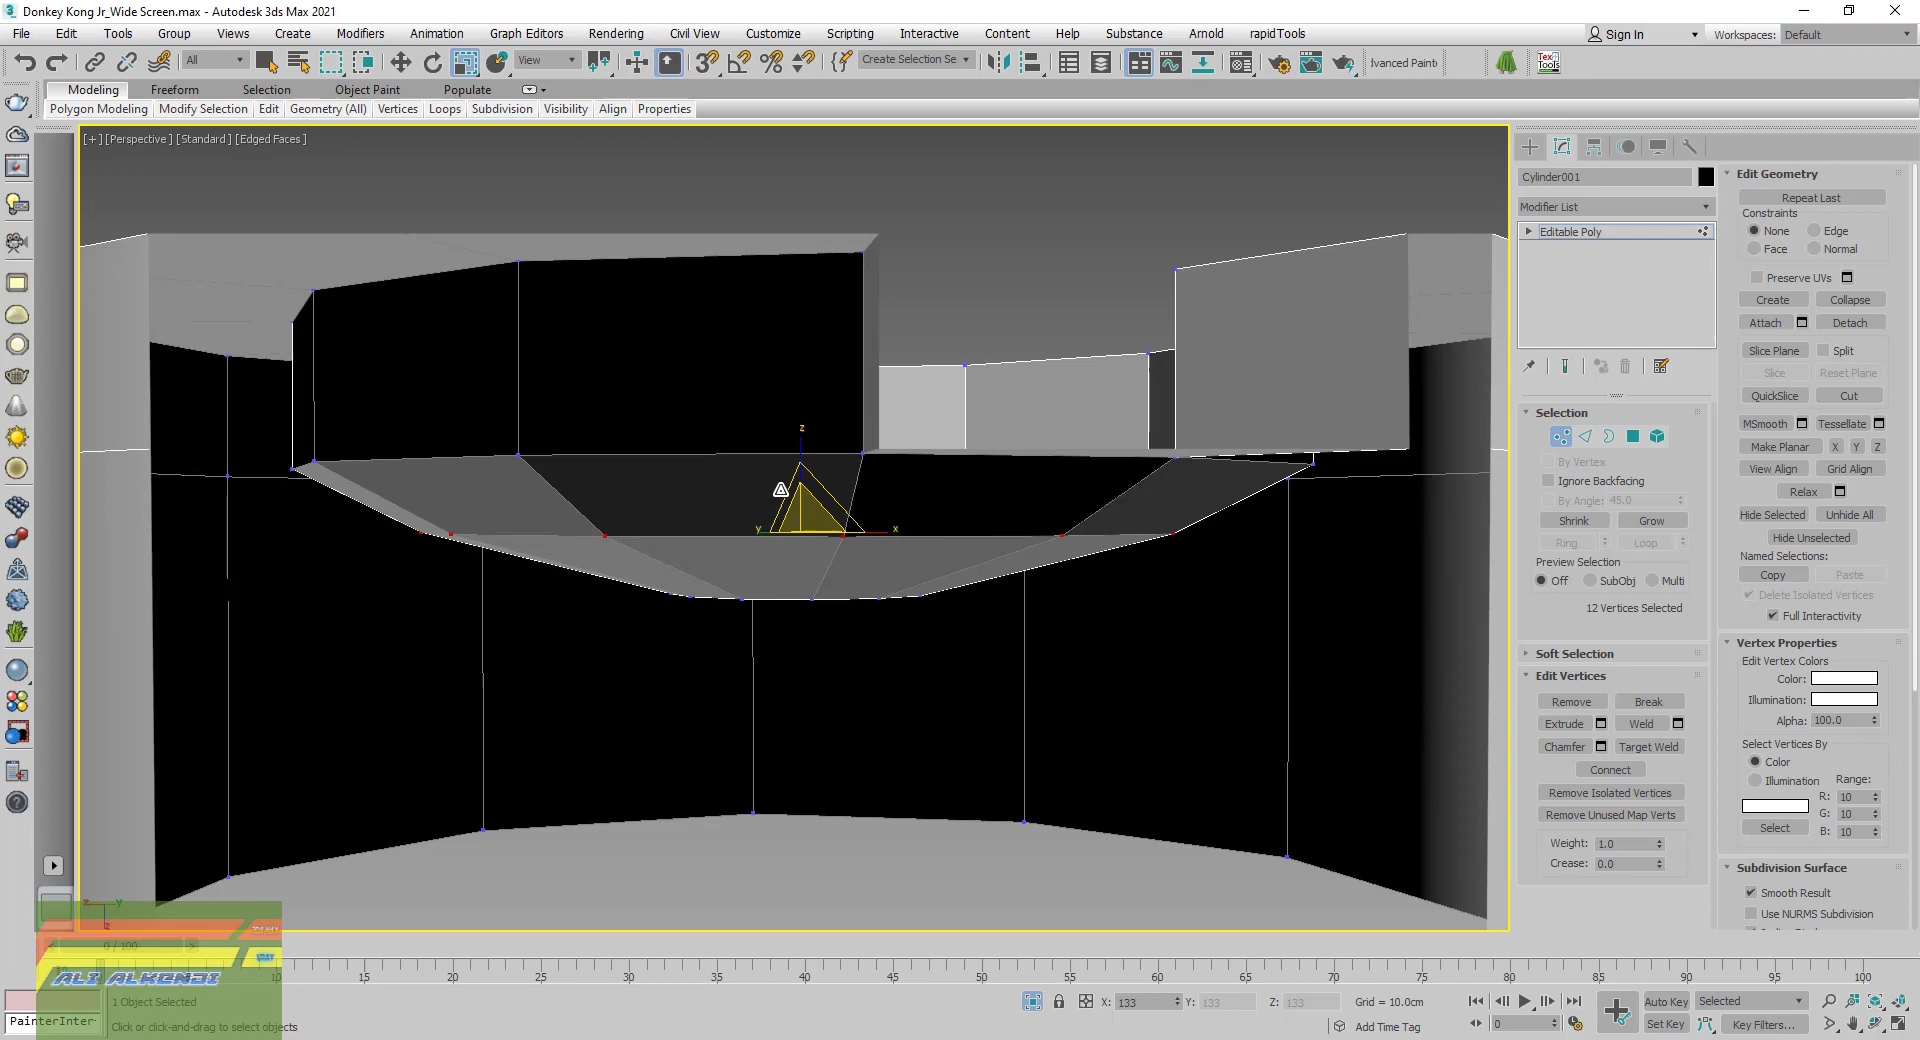 Donkey Kong Jr_Wide Screen.max - Autodesk 3ds Max 2021
File Edit Tools Group Views Create Modifiers Animation Graph Editors Rendering Civil View Customize Scripting Interactive Content Help Substance Arnold rapidTools Sign In Workspaces: Default
All View Create Selection Se Ivanced Paint
Modeling Freeform Selection Object Paint Populate
Polygon Modeling Modify Selection Edit Geometry (All) Vertices Loops Subdivision Visibility Align Properties
[+] [Perspective ] [Standard ] [Edged Faces ]
z
y
x
Cylinder001
Modifier List
Editable Poly
Selection
By Vertex
Ignore Backfacing
By Angle: 45.0
Shrink Grow
Ring Loop
Preview Selection
Off SubObj Multi
12 Vertices Selected
Soft Selection
Edit Vertices
Remove Break
Extrude Weld
Chamfer Target Weld
Connect
Remove Isolated Vertices
Remove Unused Map Verts
Weight: 1.0
Crease: 0.0
Edit Geometry
Repeat Last
Constraints
None Edge
Face Normal
Preserve UVs
Create Collapse
Attach Detach
Slice Plane Split
Slice Reset Plane
QuickSlice Cut
MSmooth Tessellate
Make Planar X Y Z
View Align Grid Align
Relax
Hide Selected Unhide All
Hide Unselected
Named Selections:
Copy Paste
Delete Isolated Vertices
Full Interactivity
Vertex Properties
Edit Vertex Colors
Color:
Illumination:
Alpha: 100.0
Select Vertices By
Color
Illumination Range:
R: 10
G: 10
Select B: 10
Subdivision Surface
Smooth Result
Use NURMS Subdivision
0 / 100
ALI ALKENDI
10 15 20 25 30 35 40 45 50 55 60 65 70 75 80 85 90 95 100
1 Object Selected
PainterInter
Click or click-and-drag to select objects
X: 133 Y: 133 Z: 133 Grid = 10.0cm
Add Time Tag
0
Auto Key Selected
Set Key Key Filters...